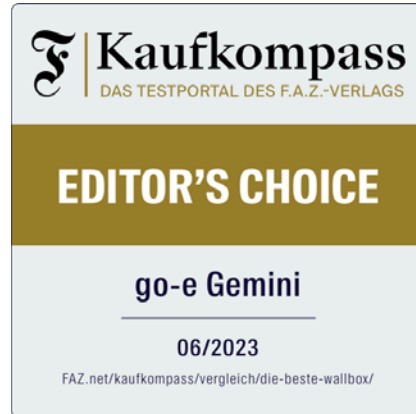 F Kaufkompass
DAS TESTPORTAL DES F.A.Z.-VERLAGS
EDITOR'S CHOICE
go-e Gemini
06/2023
FAZ.net/kaufkompass/vergleich/die-beste-wallbox/